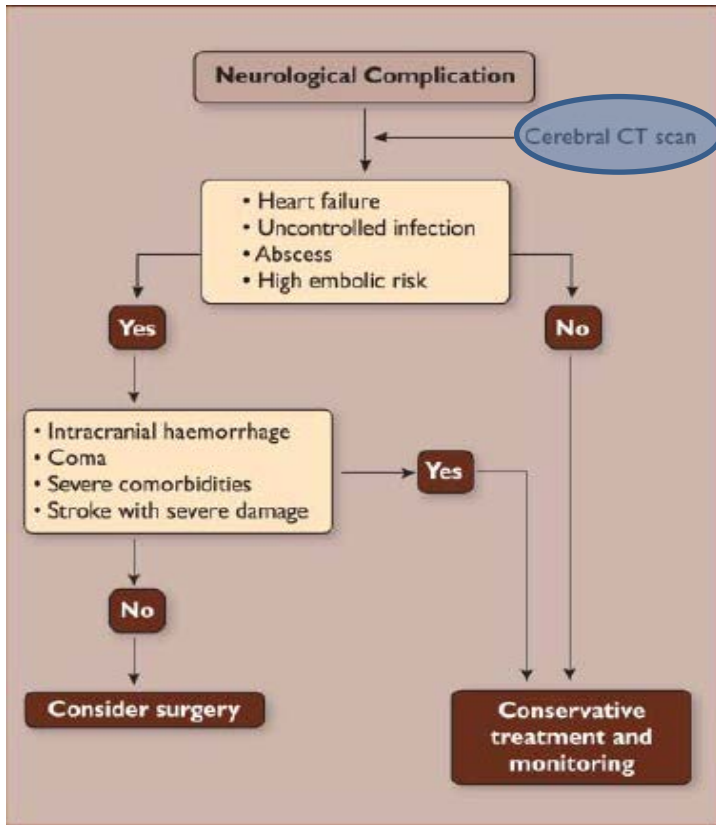 Neurological Complication
Cerebral CT scan
• Heart failure
• Uncontrolled infection
• Abscess
• High embolic risk
Yes
No
• Intracranial haemorrhage
• Coma
• Severe comorbidities
• Stroke with severe damage
Yes
No
Consider surgery
Conservative
treatment and
monitoring